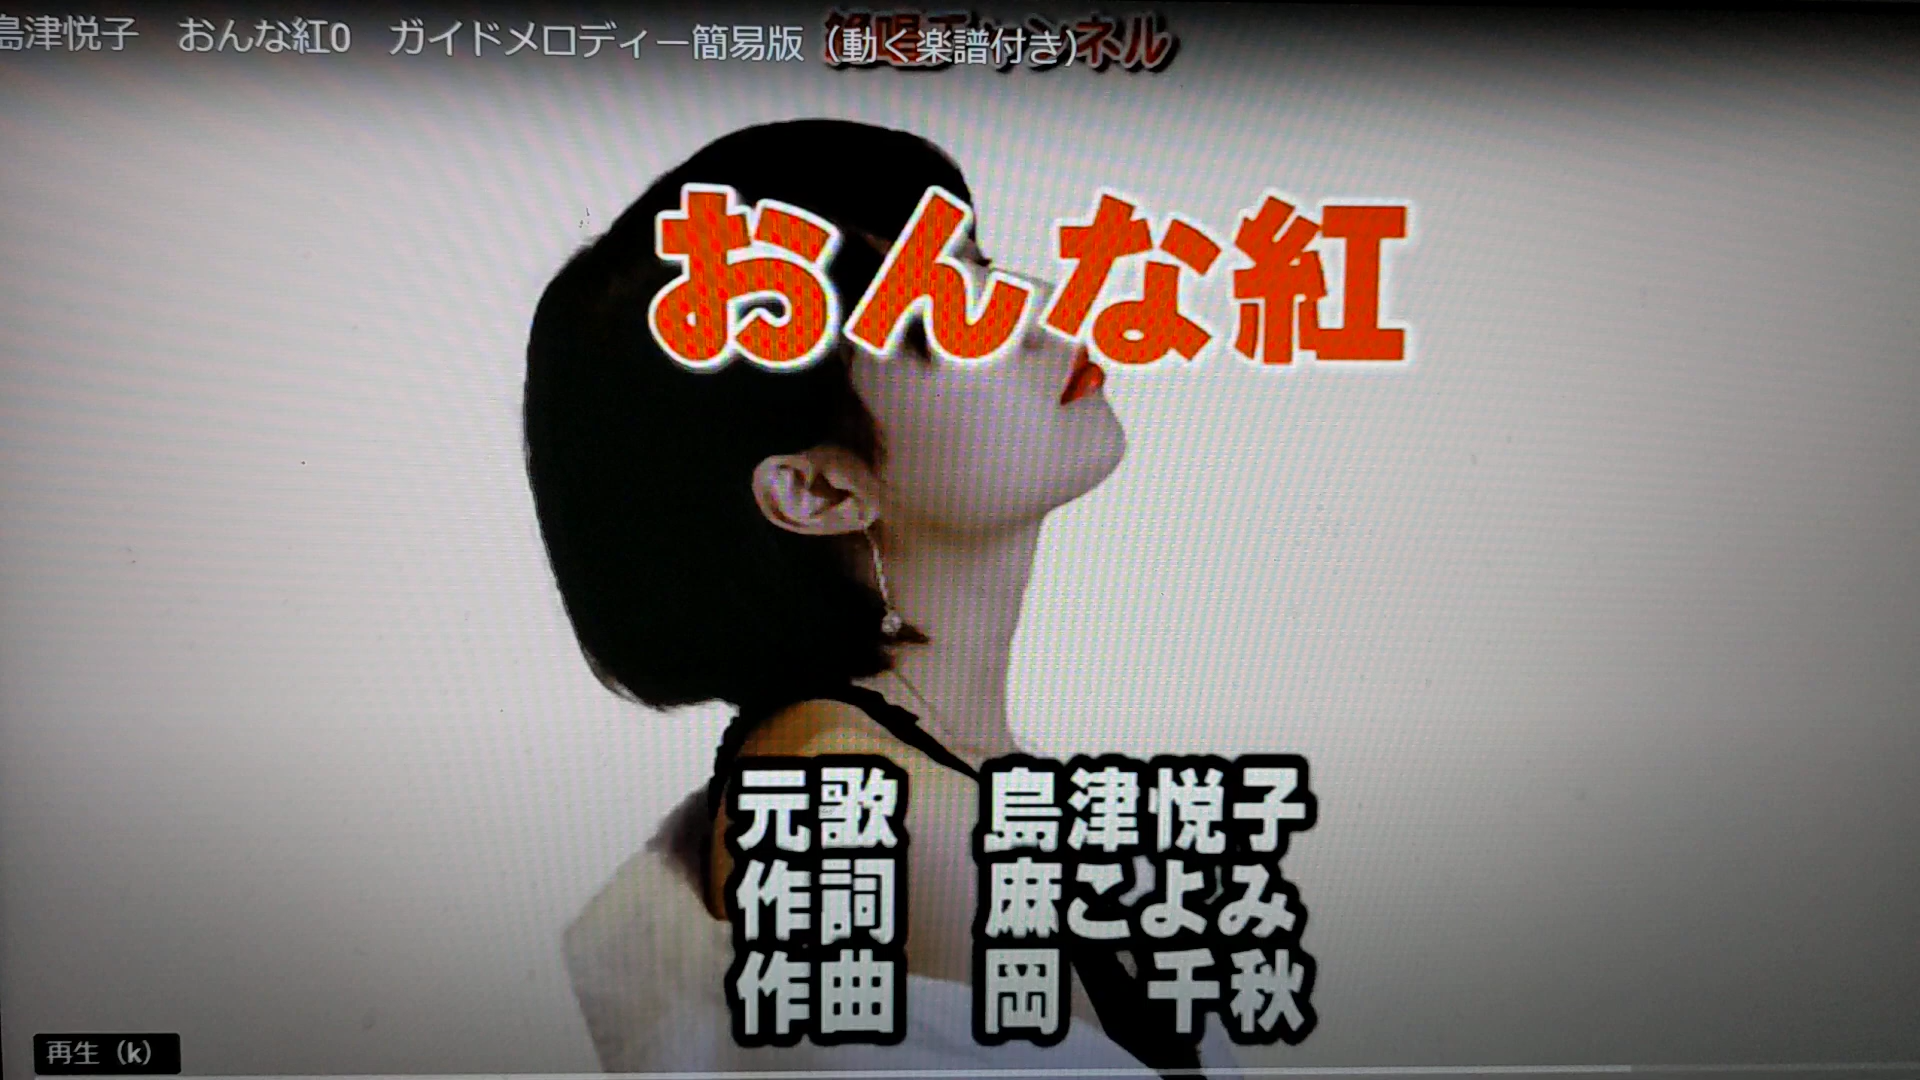 島津悦子 おんな紅0 ガイドメロディー簡易版（動く楽譜付き）
おんな紅
元歌 島津悦子
作詞 麻こよみ
作曲 岡 千秋
再生（k）